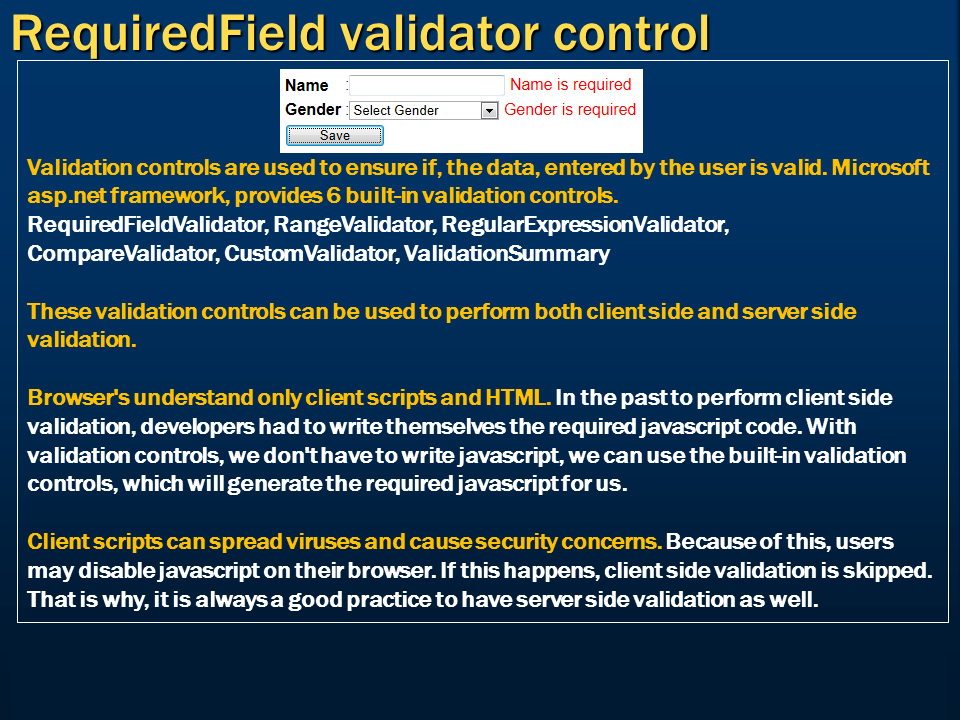 RequiredField validator control
Name : Name is required
Gender : Select Gender Gender is required
Save
Validation controls are used to ensure if, the data, entered by the user is valid. Microsoft
asp.net framework, provides 6 built-in validation controls.
RequiredFieldValidator, RangeValidator, RegularExpressionValidator,
CompareValidator, CustomValidator, ValidationSummary
These validation controls can be used to perform both client side and server side
validation.
Browser's understand only client scripts and HTML. In the past to perform client side
validation, developers had to write themselves the required javascript code. With
validation controls, we don't have to write javascript, we can use the built-in validation
controls, which will generate the required javascript for us.
Client scripts can spread viruses and cause security concerns. Because of this, users
may disable javascript on their browser. If this happens, client side validation is skipped.
That is why, it is always a good practice to have server side validation as well.